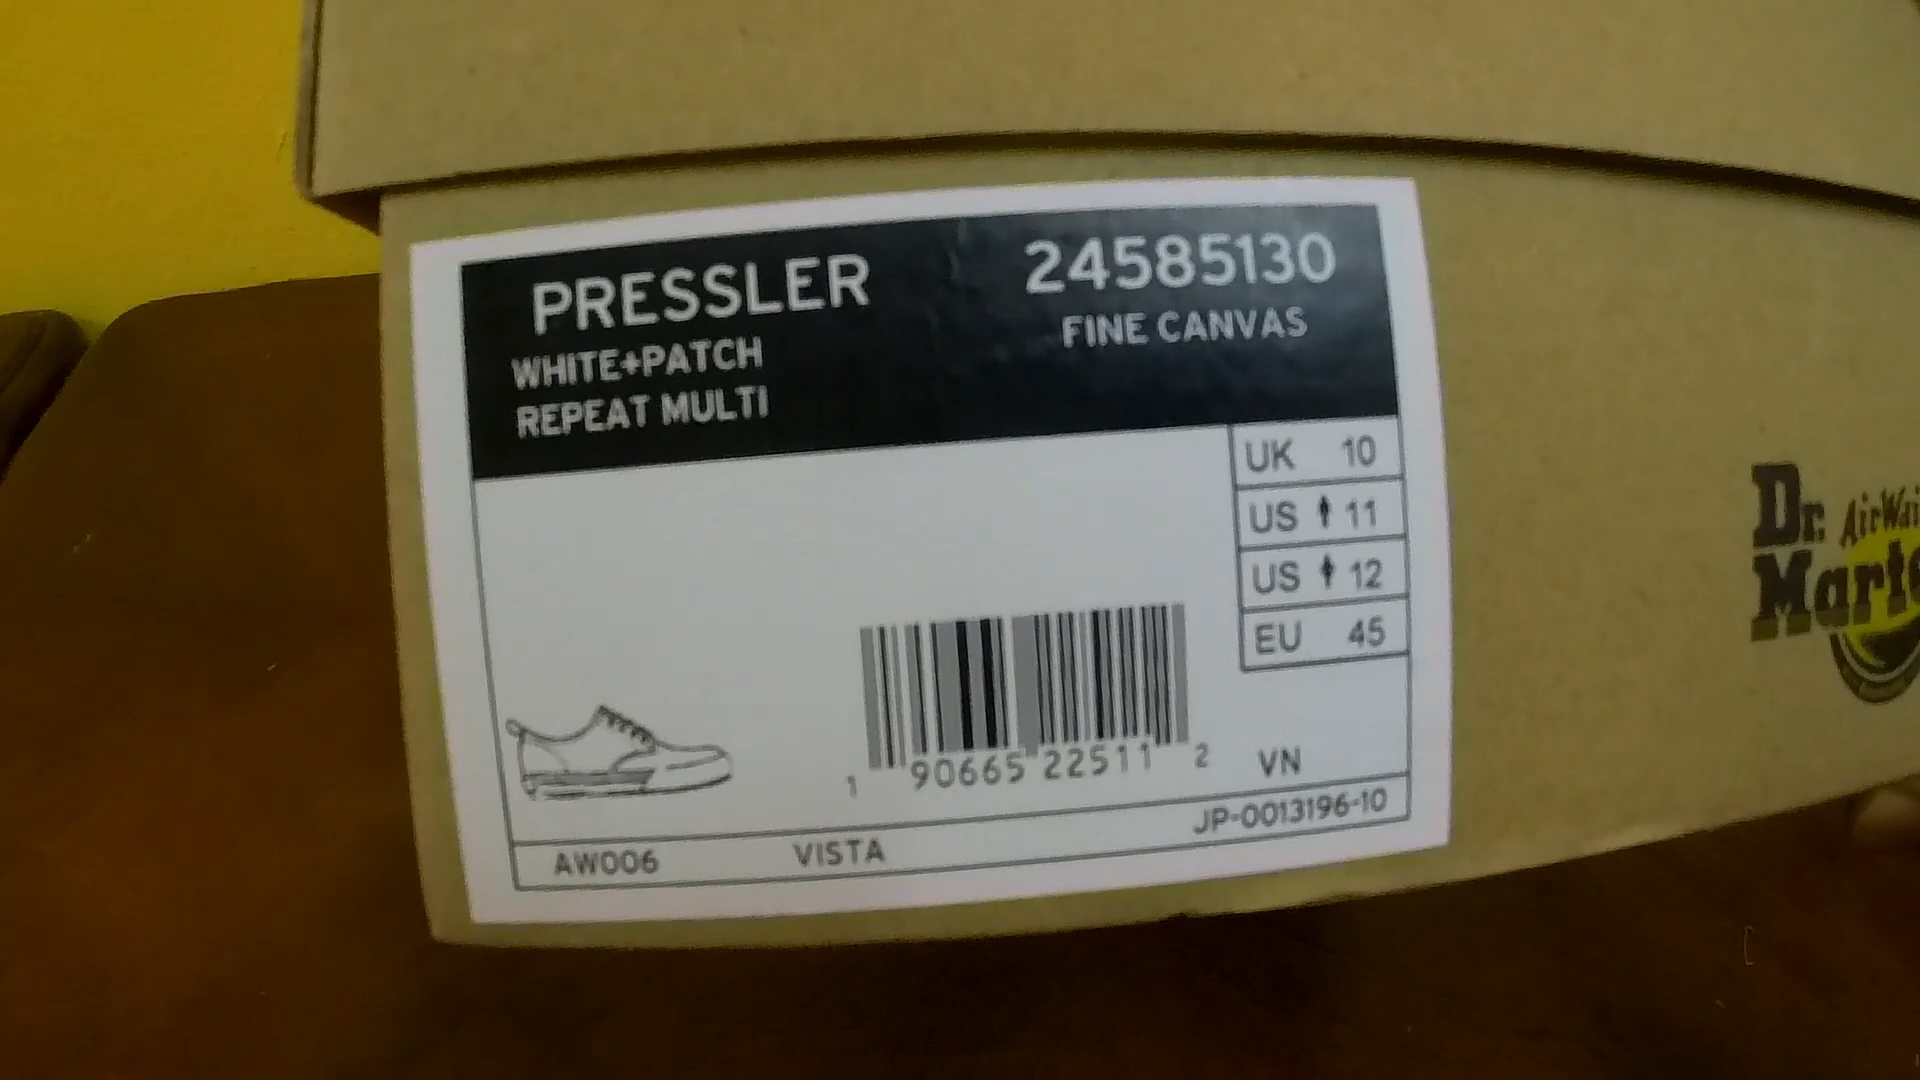 PRESSLER
24585130
WHITE+PATCH
REPEAT MULTI
FINE CANVAS
UK 10
US 11
US 12
EU 45
1 90665 22511 2
VN
JP-0013196-10
AW006 VISTA
Dr.